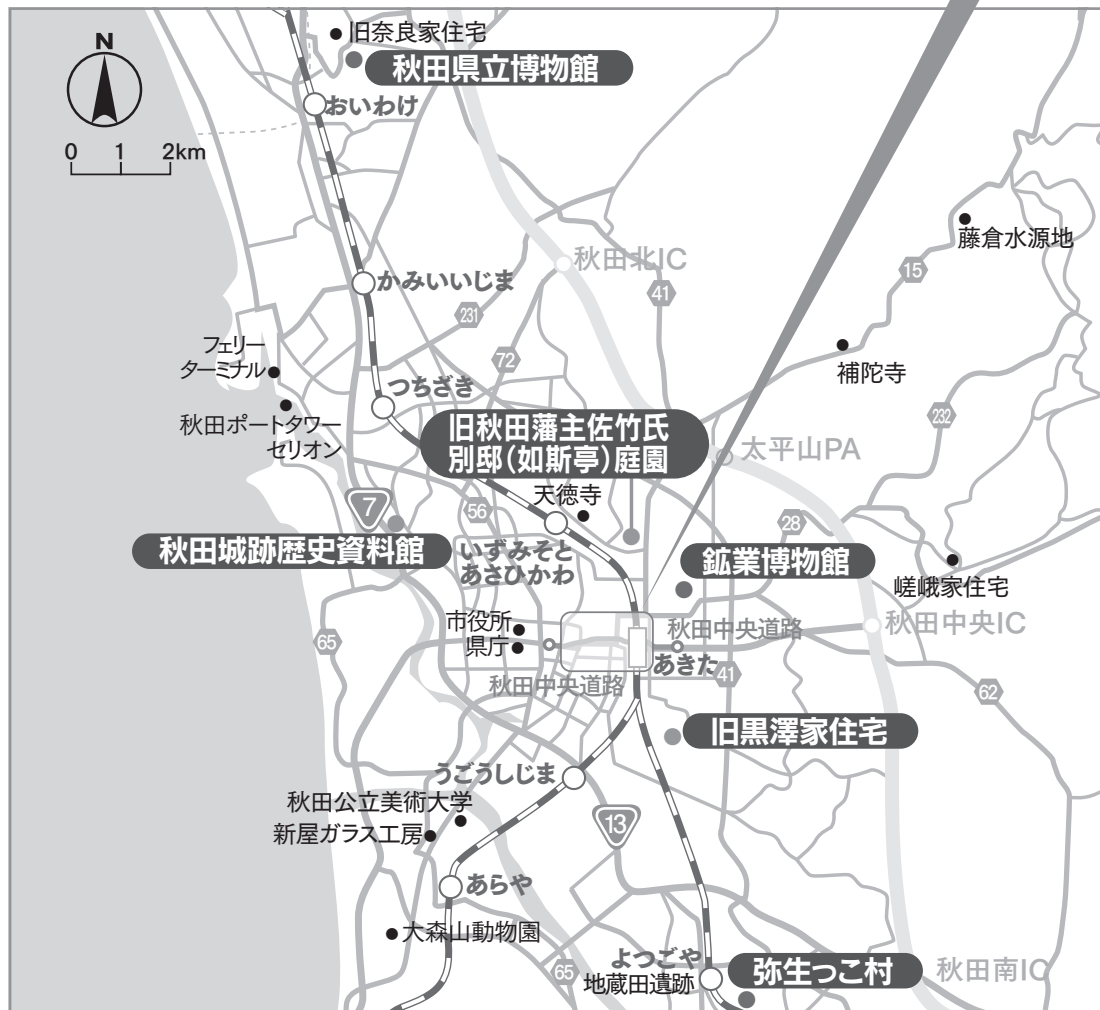 旧奈良家住宅
N
秋田県立博物館
おいわけ
0 1 2km
藤倉水源地
秋田北IC
15
かみいいじま
41
231
フェリー
ターミナル
72
補陀寺
つちざき
秋田ポートタワー
セリオン
232
旧秋田藩主佐竹氏
別邸(如斯亭)庭園
太平山PA
7
56
天徳寺
28
秋田城跡歴史資料館
いずみそと
あさひかわ
鉱業博物館
嵯峨家住宅
市役所
県庁
秋田中央道路
秋田中央IC
65
あきた
41
秋田中央道路
62
旧黒澤家住宅
うごうしじま
秋田公立美術大学
新屋ガラス工房
13
あらや
大森山動物園
よつごや
地蔵田遺跡
65
弥生っこ村
秋田南IC